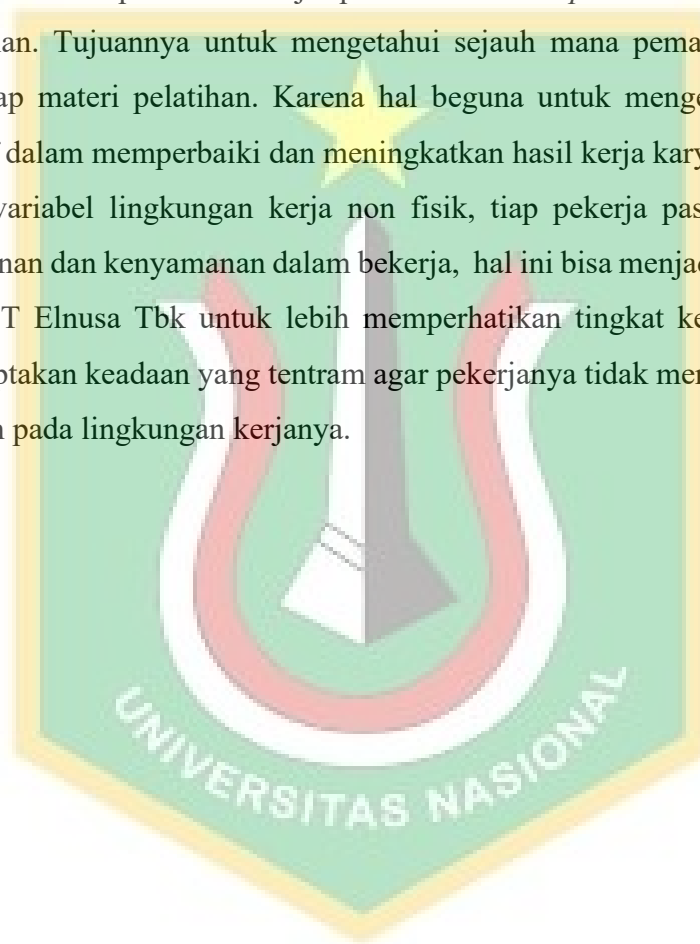 an. Tujuannya untuk mengetahui sejauh mana pema
ap materi pelatihan. Karena hal beguna untuk menge
dalam memperbaiki dan meningkatkan hasil kerja kary
variabel lingkungan kerja non fisik, tiap pekerja pas
nan dan kenyamanan dalam bekerja, hal ini bisa menjad
T Elnusa Tbk untuk lebih memperhatikan tingkat ke
ptakan keadaan yang tentram agar pekerjanya tidak mer
pada lingkungan kerjanya.
UNIVERSITAS NASIONAL